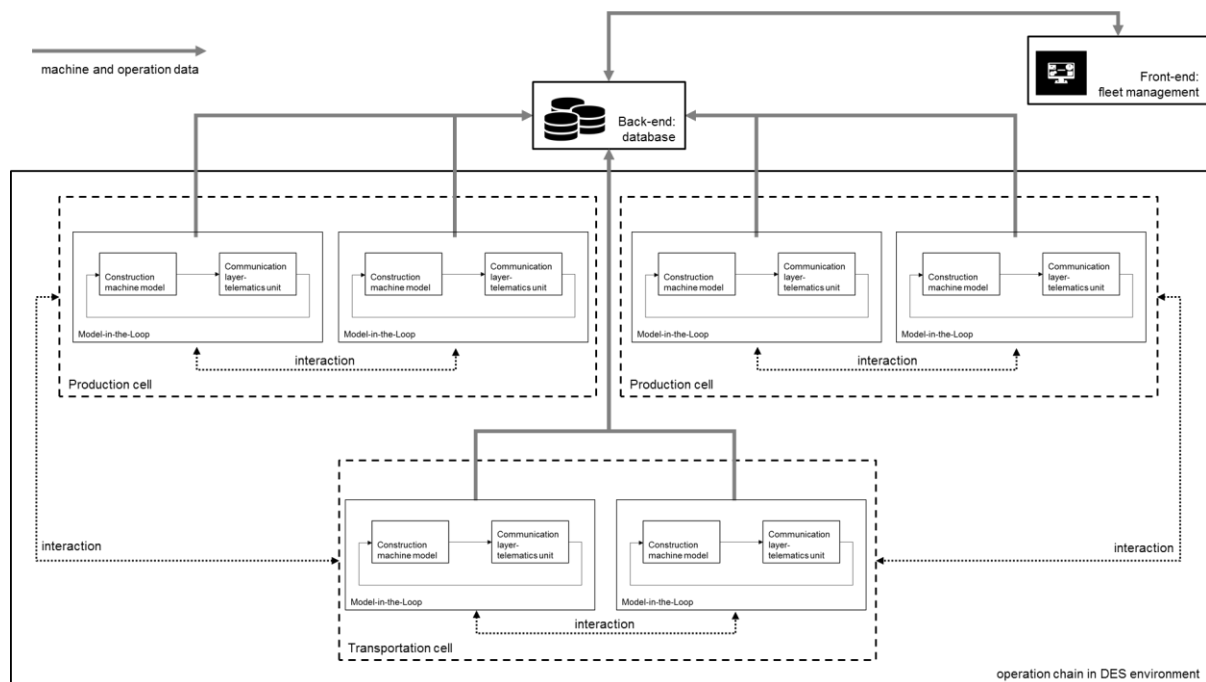 machine and operation data
Front-end:
fleet management
Back-end:
database
Construction
machine model
Communication
layer-
telematics unit
Model-in-the-Loop
Construction
machine model
Communication
layer-
telematics unit
Model-in-the-Loop
interaction
Production cell
Construction
machine model
Communication
layer-
telematics unit
Model-in-the-Loop
Construction
machine model
Communication
layer-
telematics unit
Model-in-the-Loop
interaction
Production cell
interaction
Construction
machine model
Communication
layer-
telematics unit
Model-in-the-Loop
Construction
machine model
Communication
layer-
telematics unit
Model-in-the-Loop
interaction
Transportation cell
interaction
operation chain in DES environment